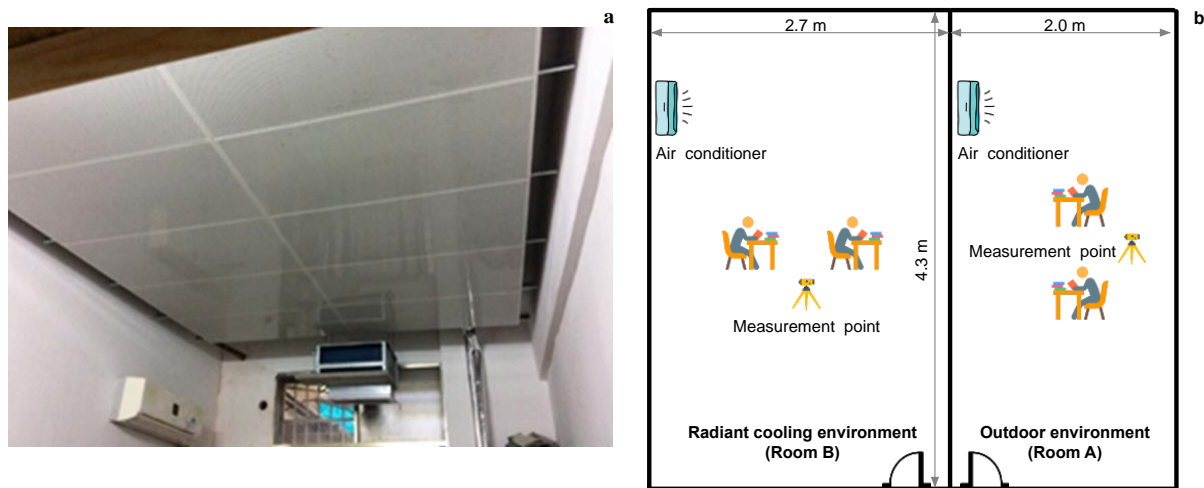 a
b
2.7 m
2.0 m
Air conditioner
Air conditioner
4.3 m
Measurement point
Measurement point
Radiant cooling environment
(Room B)
Outdoor environment
(Room A)